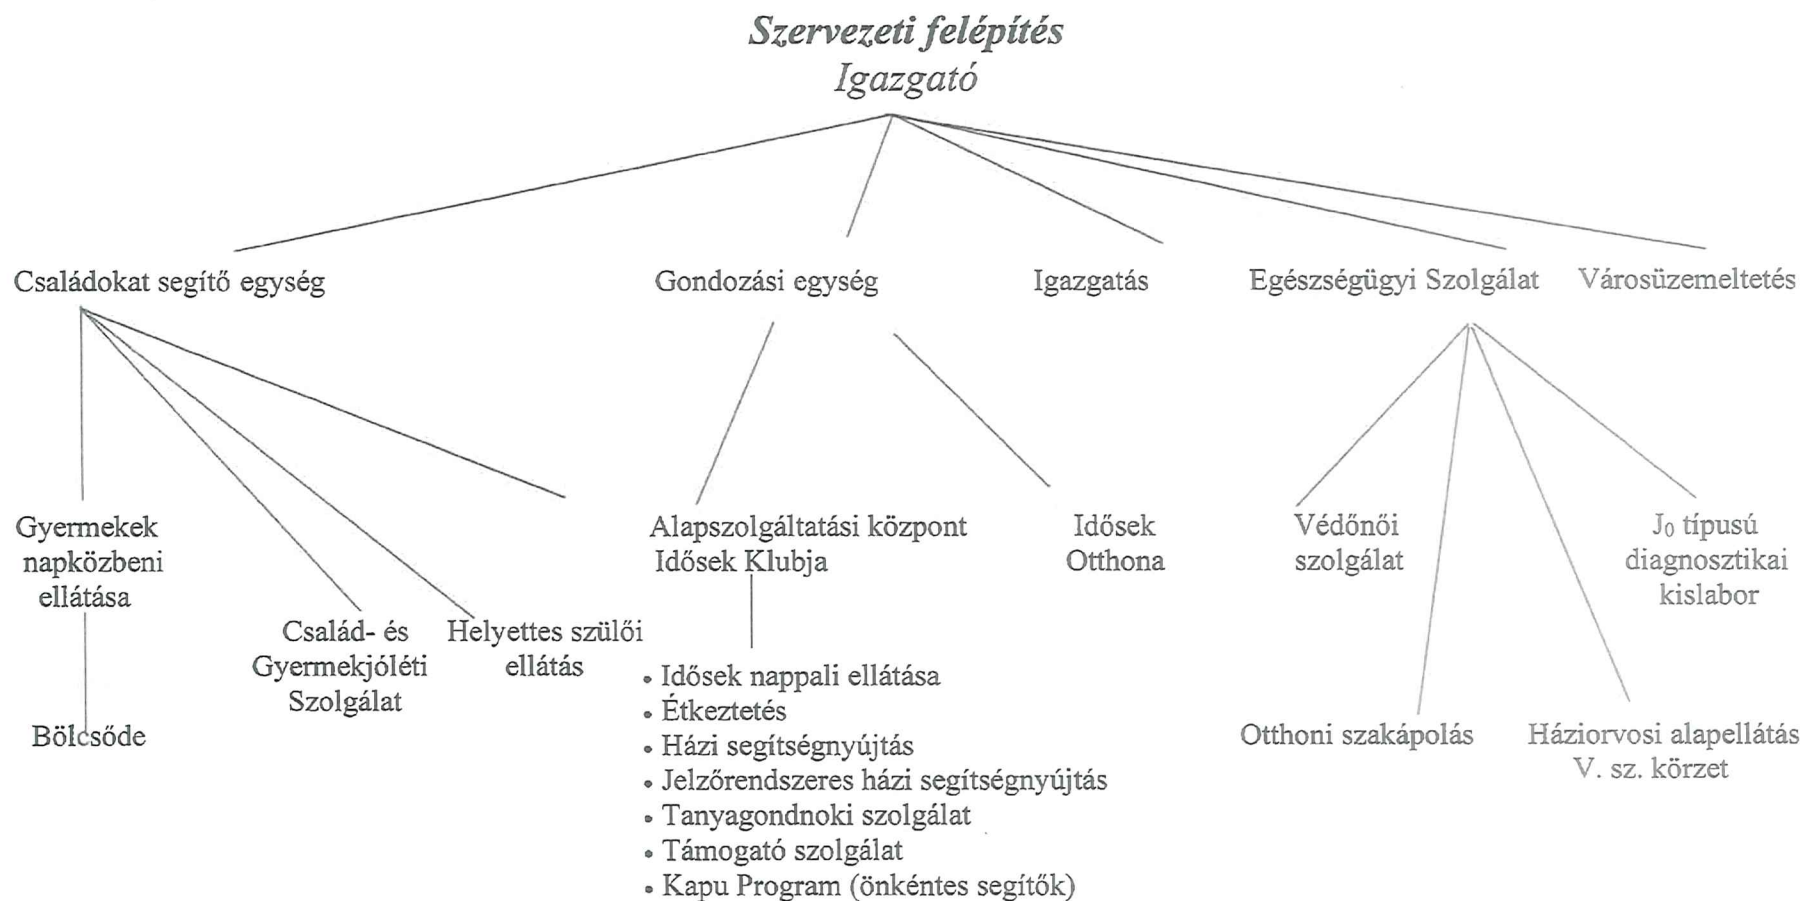 Szervezeti felépítés
Igazgató
Családokat segítő egység
Gondozási egység
Igazgatás
Egészségügyi Szolgálat
Városüzemeltetés
Gyermekek
napközbeni
ellátása
Bölcsőde
Család- és
Gyermekjóléti
Szolgálat
Helyettes szülői
ellátás
Alapszolgáltatási központ
Idősek Klubja
• Idősek nappali ellátása
• Étkeztetés
• Házi segítségnyújtás
• Jelzőrendszeres házi segítségnyújtás
• Tanyagondnoki szolgálat
• Támogató szolgálat
• Kapu Program (önkéntes segítők)
Idősek
Otthona
Védőnői
szolgálat
Otthoni szakápolás
Háziorvosi alapellátás
V. sz. körzet
J₀ típusú
diagnosztikai
kislabor